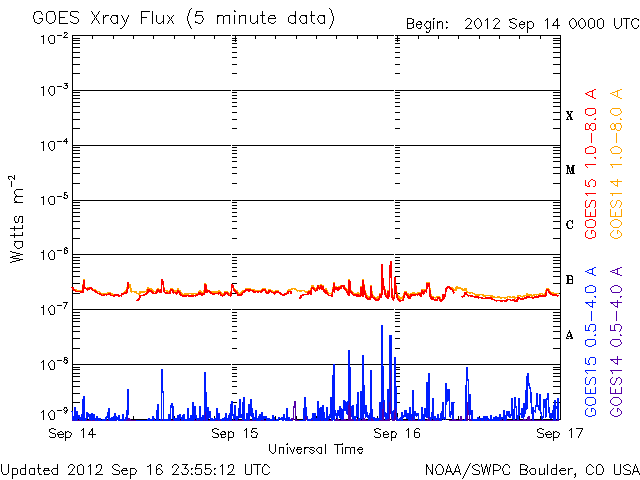 GOES Xray Flux (5 minute data)
Begin: 2012 Sep 14 0000 UTC
10-2
10-3
10-4
10-5
10-6
10-7
10-8
10-9
Watts m-2
X
M
C
B
A
GOES15 1.0-8.0 A
GOES14 1.0-8.0 A
GOES15 0.5-4.0 A
GOES14 0.5-4.0 A
Sep 14
Sep 15
Sep 16
Sep 17
Universal Time
Updated 2012 Sep 16 23:55:12 UTC
NOAA/SWPC Boulder, CO USA